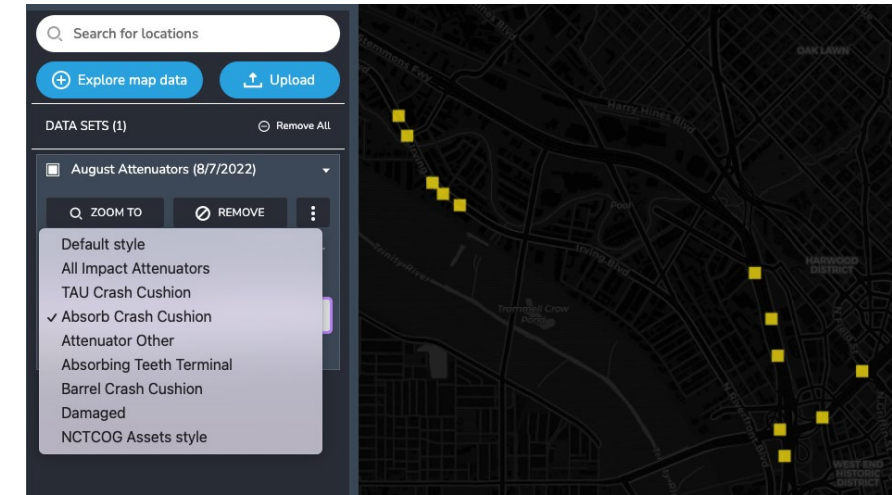 Search for locations
Explore map data
Upload
DATA SETS (1)
Remove All
August Attenuators (8/7/2022)
ZOOM TO
REMOVE
Default style
All Impact Attenuators
TAU Crash Cushion
✓ Absorb Crash Cushion
Attenuator Other
Absorbing Teeth Terminal
Barrel Crash Cushion
Damaged
NCTCOG Assets style
OAK LAWN
Harry Hines Blvd
Irving Blvd
Pool
HARWOOD
DISTRICT
Trinity River
Trammell Crow
WEST END
HISTORIC
DISTRICT